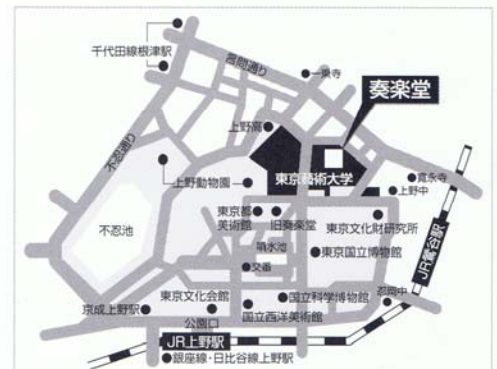 千代田線根津駅
言問通り
一乗寺
奏楽堂
上野高
不忍通り
東京藝術大学
寛永寺
上野動物園
上野中
東京都
美術館
旧奏楽堂
東京文化財研究所
JR鶯谷駅
不忍池
噴水池
東京国立博物館
交番
忍岡中
東京文化会館
国立科学博物館
京成上野駅
公園口
国立西洋美術館
JR上野駅
銀座線・日比谷線上野駅